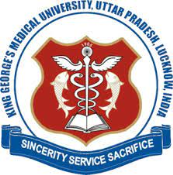 KING GEORGE'S MEDICAL UNIVERSITY, UTTAR PRADESH, LUCKNOW, INDIA
SINCERITY SERVICE SACRIFICE